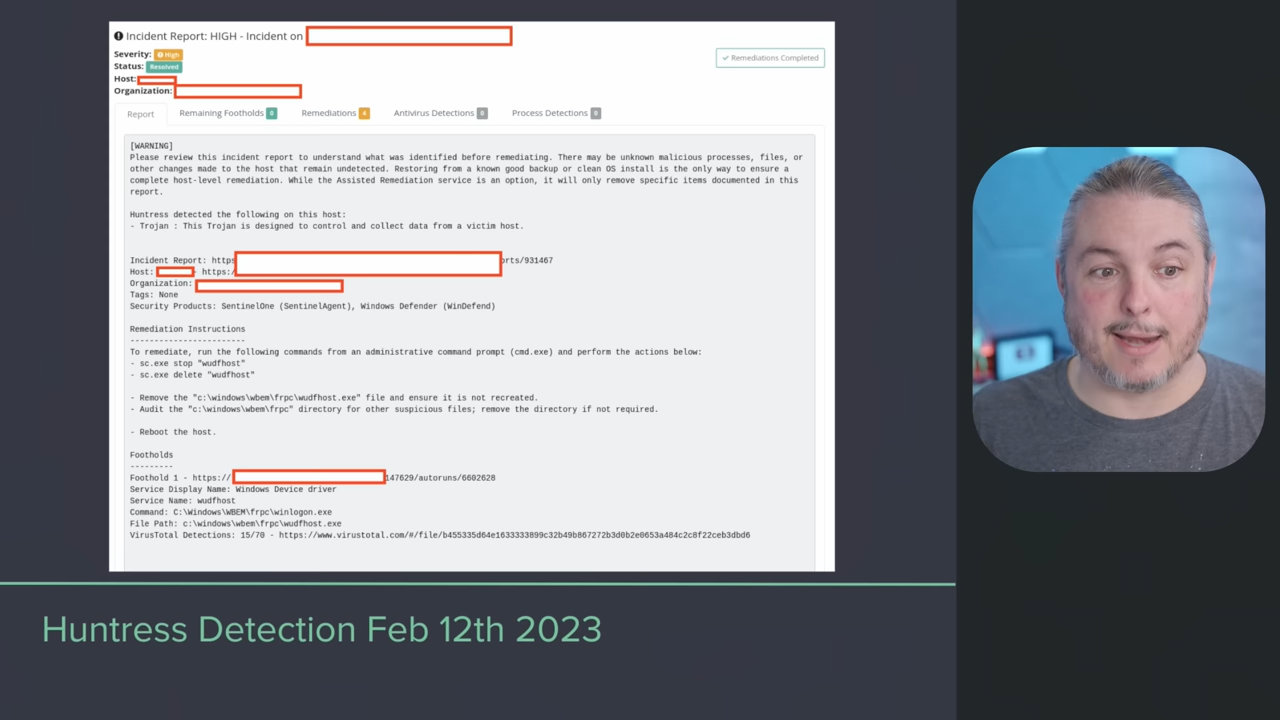 Incident Report: HIGH - Incident on
Severity: High
Status: Resolved
Host:
Organization:
Remediations Completed
Report
Remaining Footholds 0
Remediations 4
Antivirus Detections 0
Process Detections 0
[WARNING]
Please review this incident report to understand what was identified before remediating. There may be unknown malicious processes, files, or
other changes made to the host that remain undetected. Restoring from a known good backup or clean OS install is the only way to ensure a
complete host-level remediation. While the Assisted Remediation service is an option, it will only remove specific items documented in this
report.
Huntress detected the following on this host:
- Trojan : This Trojan is designed to control and collect data from a victim host.
Incident Report: https orts/931467
Host: - https:/
Organization:
Tags: None
Security Products: SentinelOne (SentinelAgent), Windows Defender (WinDefend)
Remediation Instructions
-----------------------
To remediate, run the following commands from an administrative command prompt (cmd.exe) and perform the actions below:
- sc.exe stop "wudfhost"
- sc.exe delete "wudfhost"
- Remove the "c:\windows\wbem\frpc\wudfhost.exe" file and ensure it is not recreated.
- Audit the "c:\windows\wbem\frpc" directory for other suspicious files; remove the directory if not required.
- Reboot the host.
Footholds
---------
Foothold 1 - https:// 147629/autoruns/6602628
Service Display Name: Windows Device driver
Service Name: wudfhost
Command: C:\Windows\WBEM\frpc\winlogon.exe
File Path: c:\windows\wbem\frpc\wudfhost.exe
VirusTotal Detections: 15/70 - https://www.virustotal.com/#/file/b455335d64e1633333899c32b49b867272b3d0b2e0653a484c2c8f22ceb3dbd6
Huntress Detection Feb 12th 2023